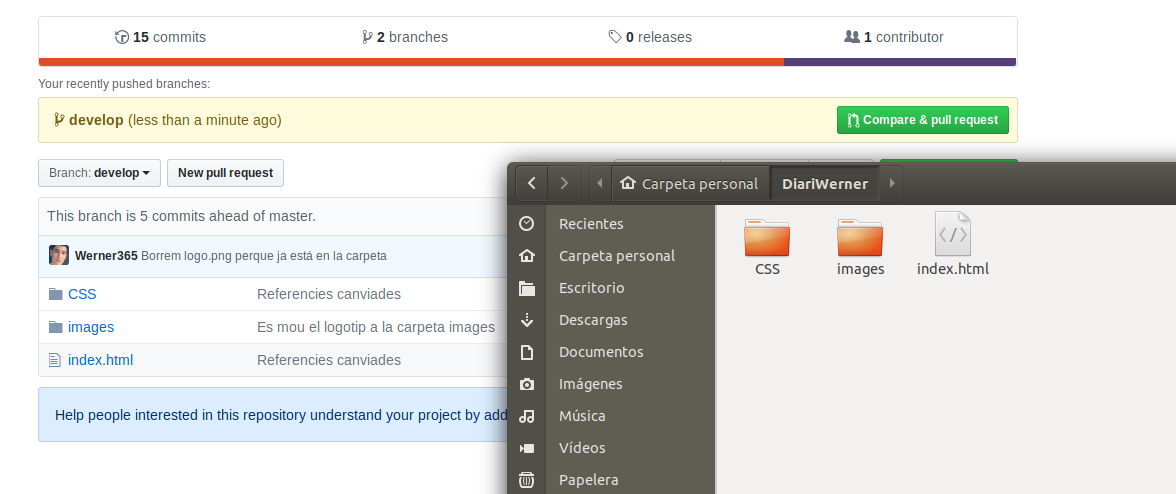 15 commits
2 branches
0 releases
1 contributor
Your recently pushed branches:
develop (less than a minute ago)
Compare & pull request
Branch: develop
New pull request
This branch is 5 commits ahead of master.
Werner365 Borrem logo.png perque ja está en la carpeta
CSS Referencies canviades
images Es mou el logotip a la carpeta images
index.html Referencies canviades
Help people interested in this repository understand your project by add
Carpeta personal
DiariWerner
Recientes
Carpeta personal
Escritorio
Descargas
Documentos
Imágenes
Música
Vídeos
Papelera
CSS
images
index.html